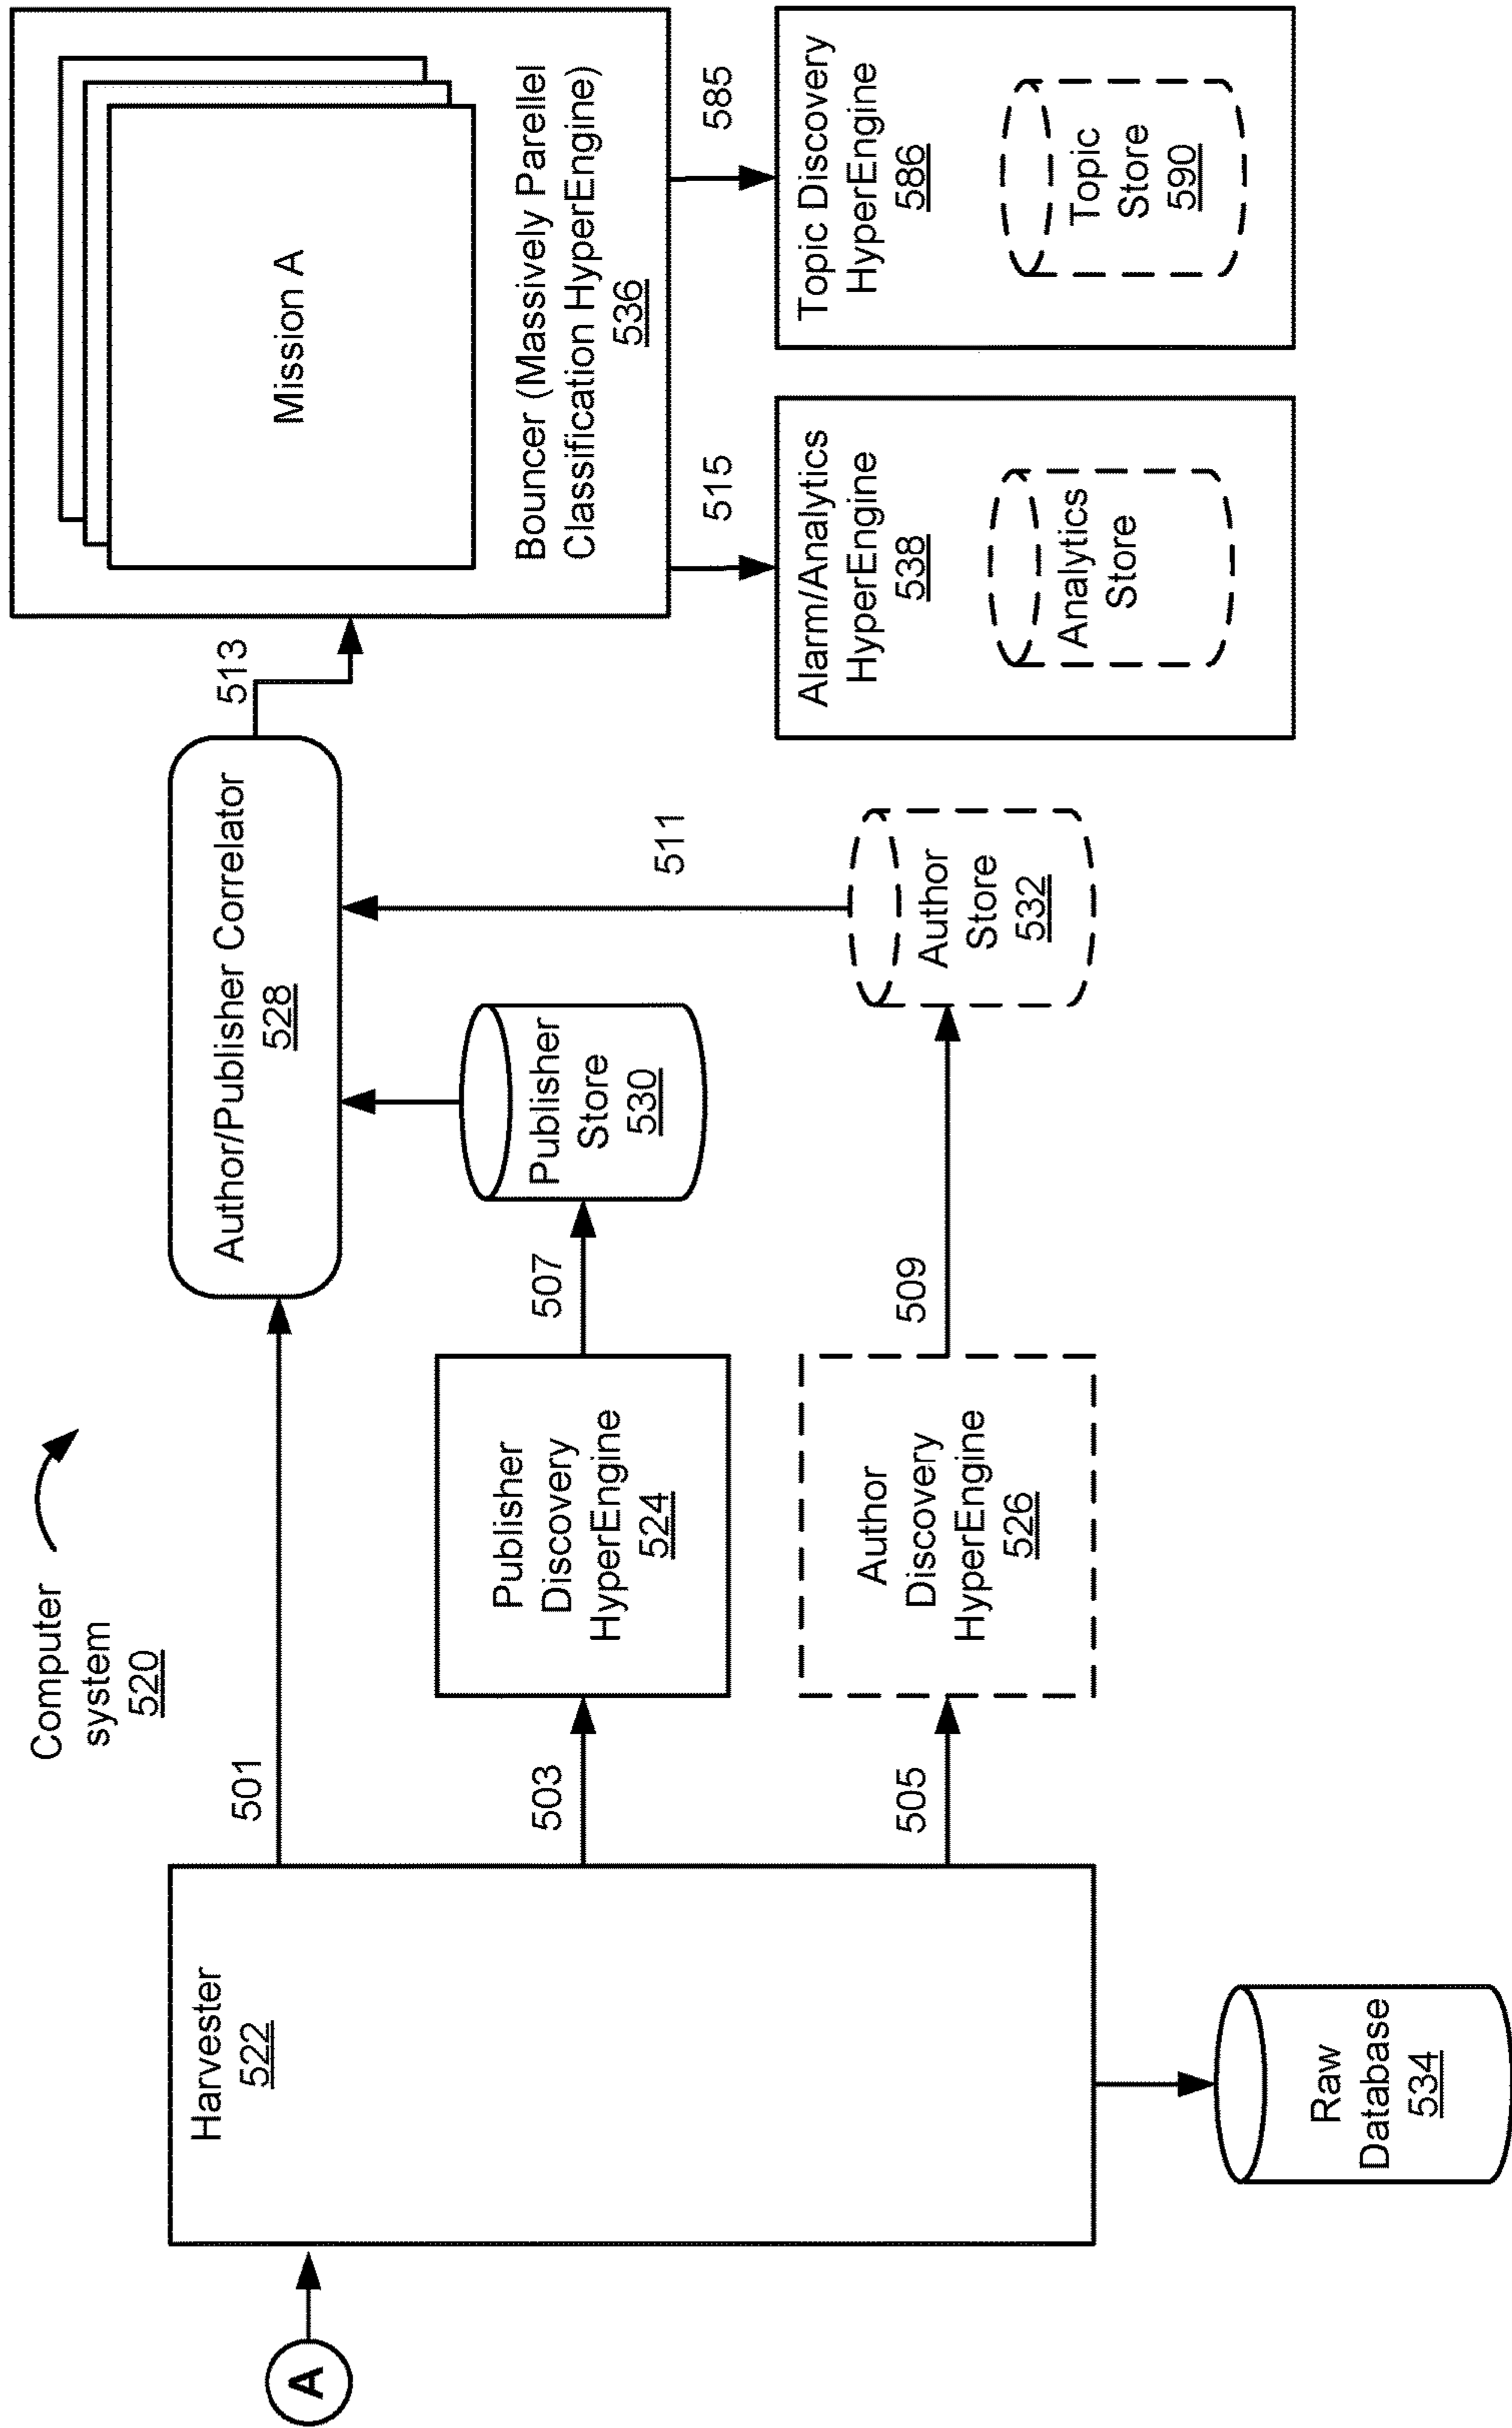 Computer
system
520
A
Harvester
522
Raw
Database
534
501
503
505
Publisher
Discovery
HyperEngine
524
Author
Discovery
HyperEngine
526
507
509
Publisher
Store
530
Author
Store
532
511
Author/Publisher Correlator
528
513
Mission A
Bouncer (Massively Parellel
Classification HyperEngine)
536
515
585
Alarm/Analytics
HyperEngine
538
Analytics
Store
Topic Discovery
HyperEngine
586
Topic
Store
590